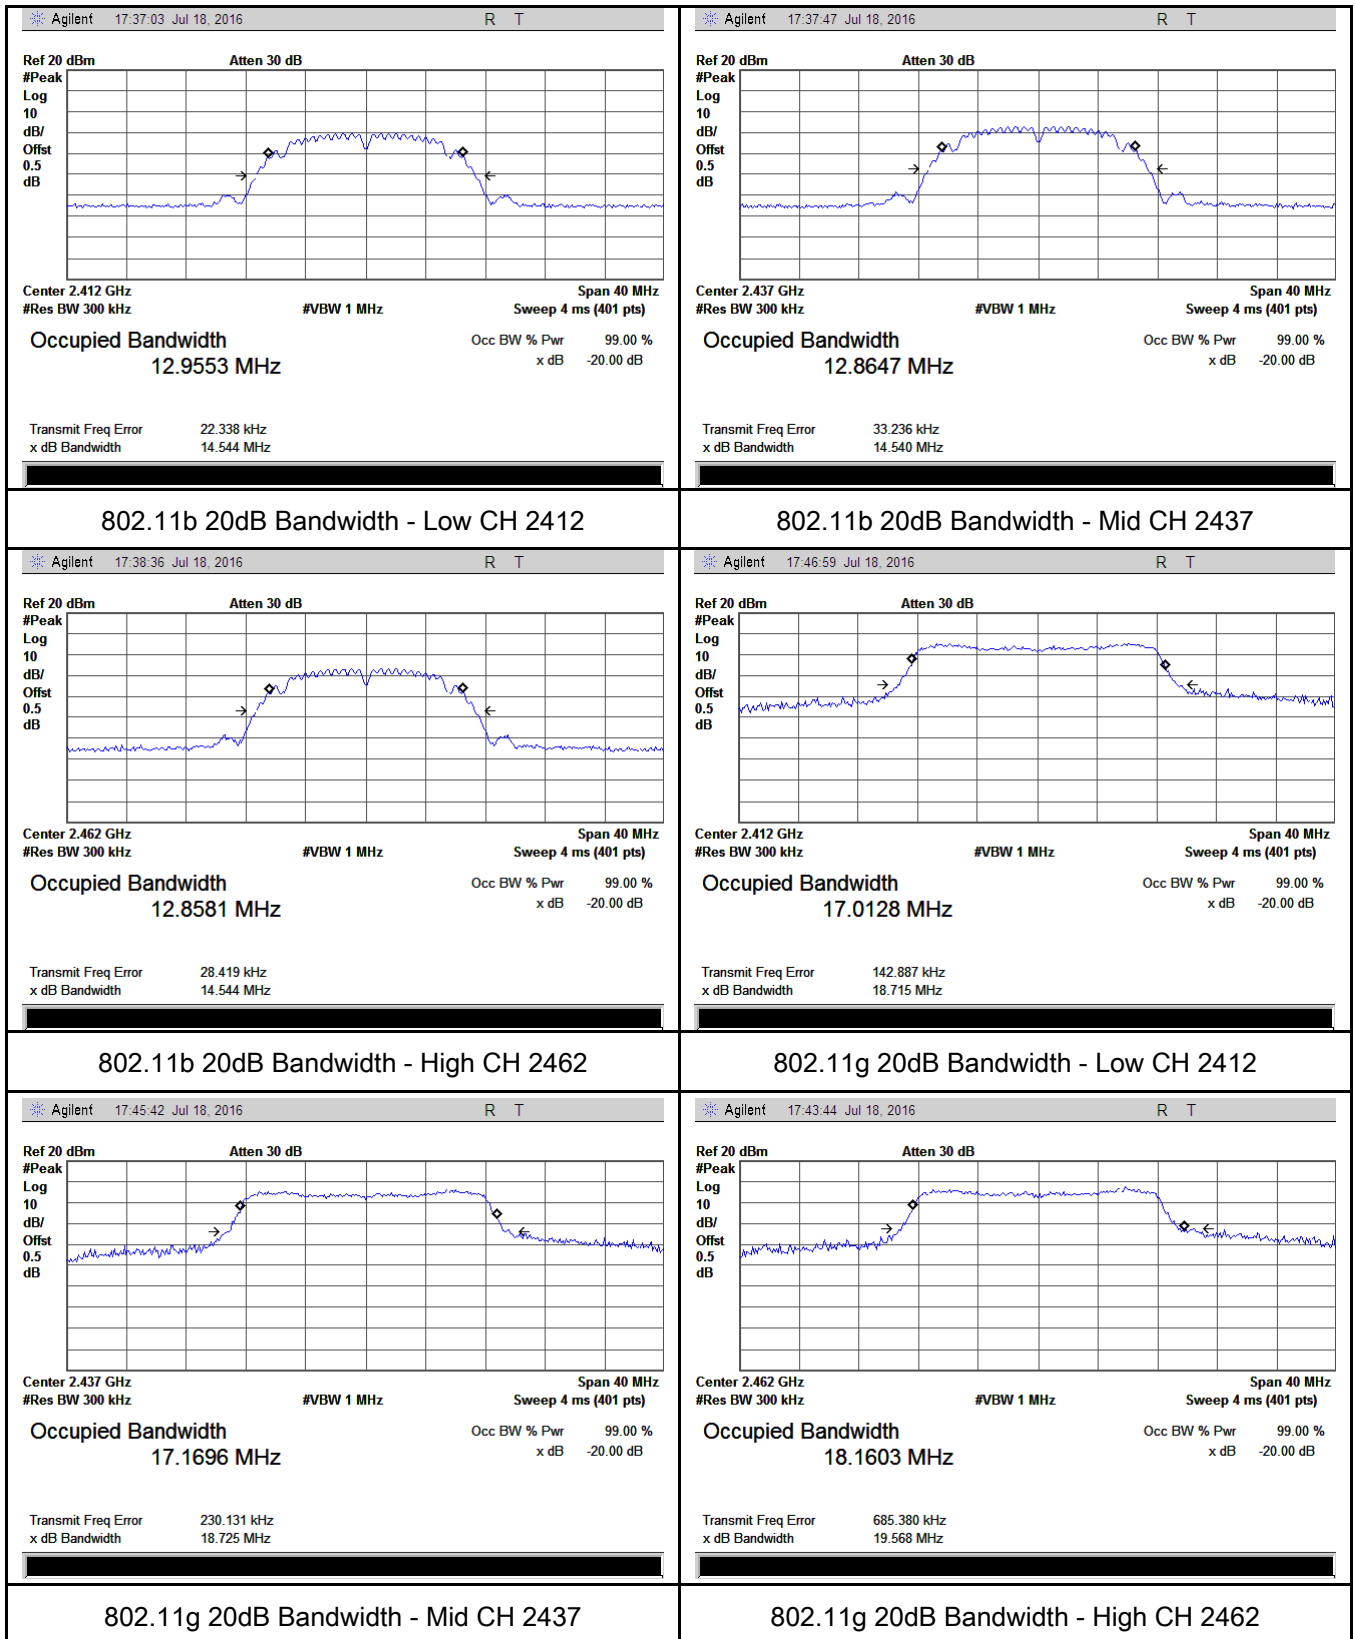 Agilent 17:37:03 Jul 18, 2016 R T
Ref 20 dBm Atten 30 dB
#Peak
Log
10
dB/
Offst
0.5
dB
Center 2.412 GHz Span 40 MHz
#Res BW 300 kHz #VBW 1 MHz Sweep 4 ms (401 pts)
Occupied Bandwidth Occ BW % Pwr 99.00 %
12.9553 MHz x dB -20.00 dB
Transmit Freq Error 22.338 kHz
x dB Bandwidth 14.544 MHz
802.11b 20dB Bandwidth - Low CH 2412
Agilent 17:37:47 Jul 18, 2016 R T
Ref 20 dBm Atten 30 dB
#Peak
Log
10
dB/
Offst
0.5
dB
Center 2.437 GHz Span 40 MHz
#Res BW 300 kHz #VBW 1 MHz Sweep 4 ms (401 pts)
Occupied Bandwidth Occ BW % Pwr 99.00 %
12.8647 MHz x dB -20.00 dB
Transmit Freq Error 33.236 kHz
x dB Bandwidth 14.540 MHz
802.11b 20dB Bandwidth - Mid CH 2437
Agilent 17:38:36 Jul 18, 2016 R T
Ref 20 dBm Atten 30 dB
#Peak
Log
10
dB/
Offst
0.5
dB
Center 2.462 GHz Span 40 MHz
#Res BW 300 kHz #VBW 1 MHz Sweep 4 ms (401 pts)
Occupied Bandwidth Occ BW % Pwr 99.00 %
12.8581 MHz x dB -20.00 dB
Transmit Freq Error 28.419 kHz
x dB Bandwidth 14.544 MHz
802.11b 20dB Bandwidth - High CH 2462
Agilent 17:46:59 Jul 18, 2016 R T
Ref 20 dBm Atten 30 dB
#Peak
Log
10
dB/
Offst
0.5
dB
Center 2.412 GHz Span 40 MHz
#Res BW 300 kHz #VBW 1 MHz Sweep 4 ms (401 pts)
Occupied Bandwidth Occ BW % Pwr 99.00 %
17.0128 MHz x dB -20.00 dB
Transmit Freq Error 142.887 kHz
x dB Bandwidth 18.715 MHz
802.11g 20dB Bandwidth - Low CH 2412
Agilent 17:45:42 Jul 18, 2016 R T
Ref 20 dBm Atten 30 dB
#Peak
Log
10
dB/
Offst
0.5
dB
Center 2.437 GHz Span 40 MHz
#Res BW 300 kHz #VBW 1 MHz Sweep 4 ms (401 pts)
Occupied Bandwidth Occ BW % Pwr 99.00 %
17.1696 MHz x dB -20.00 dB
Transmit Freq Error 230.131 kHz
x dB Bandwidth 18.725 MHz
802.11g 20dB Bandwidth - Mid CH 2437
Agilent 17:43:44 Jul 18, 2016 R T
Ref 20 dBm Atten 30 dB
#Peak
Log
10
dB/
Offst
0.5
dB
Center 2.462 GHz Span 40 MHz
#Res BW 300 kHz #VBW 1 MHz Sweep 4 ms (401 pts)
Occupied Bandwidth Occ BW % Pwr 99.00 %
18.1603 MHz x dB -20.00 dB
Transmit Freq Error 685.380 kHz
x dB Bandwidth 19.568 MHz
802.11g 20dB Bandwidth - High CH 2462